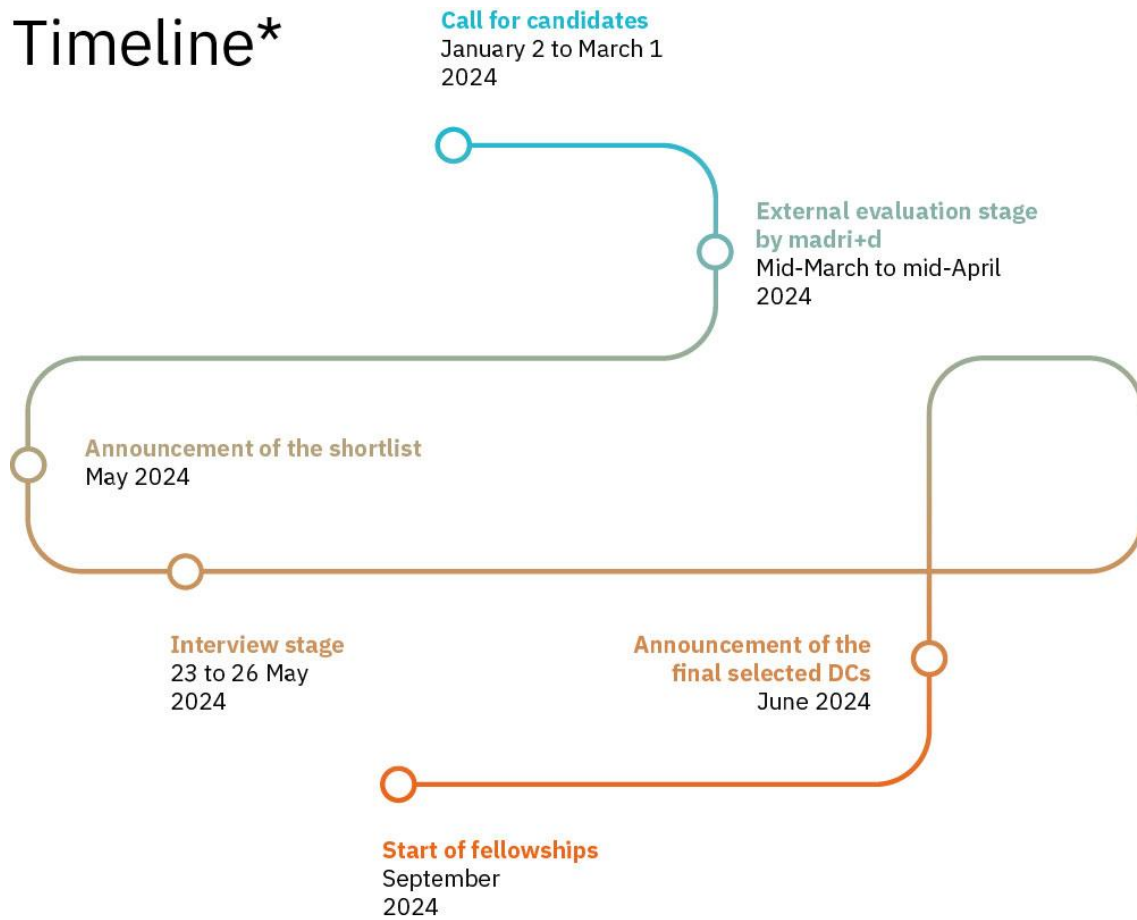 Timeline*
Call for candidates
January 2 to March 1
2024
External evaluation stage
by madri+d
Mid-March to mid-April
2024
Announcement of the shortlist
May 2024
Interview stage
23 to 26 May
2024
Announcement of the
final selected DCs
June 2024
Start of fellowships
September
2024